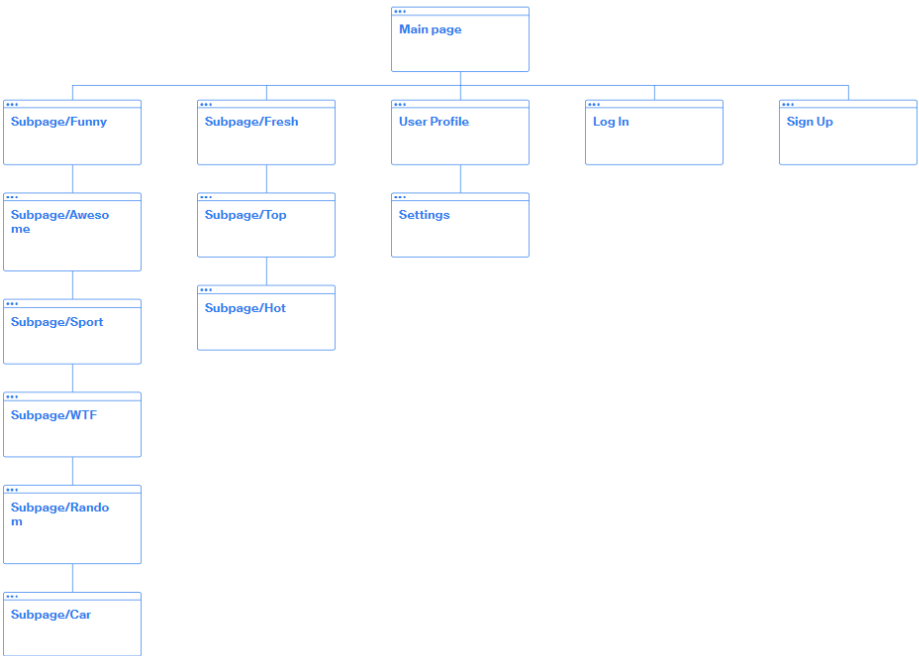 Main page
Subpage/Funny
Subpage/Fresh
User Profile
Log In
Sign Up
Subpage/Aweso
me
Subpage/Top
Settings
Subpage/Sport
Subpage/Hot
Subpage/WTF
Subpage/Rando
m
Subpage/Car